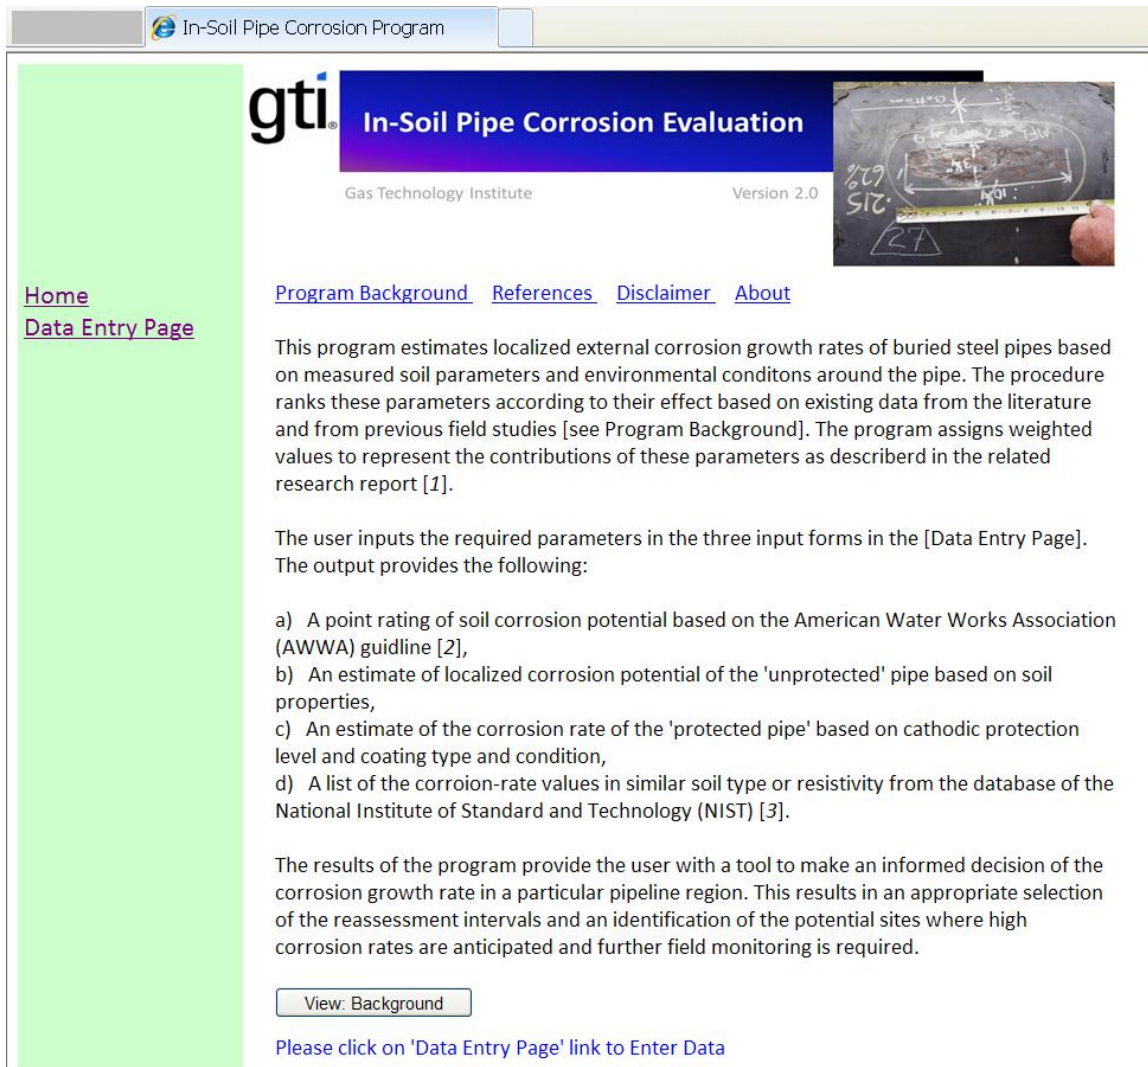 In-Soil Pipe Corrosion Program
gti®
In-Soil Pipe Corrosion Evaluation
Gas Technology Institute
Version 2.0
62%
.215
27
Home
Data Entry Page
Program Background References Disclaimer About
This program estimates localized external corrosion growth rates of buried steel pipes based
on measured soil parameters and environmental conditons around the pipe. The procedure
ranks these parameters according to their effect based on existing data from the literature
and from previous field studies [see Program Background]. The program assigns weighted
values to represent the contributions of these parameters as describerd in the related
research report [1].
The user inputs the required parameters in the three input forms in the [Data Entry Page].
The output provides the following:
a) A point rating of soil corrosion potential based on the American Water Works Association
(AWWA) guidline [2],
b) An estimate of localized corrosion potential of the 'unprotected' pipe based on soil
properties,
c) An estimate of the corrosion rate of the 'protected pipe' based on cathodic protection
level and coating type and condition,
d) A list of the corroion-rate values in similar soil type or resistivity from the database of the
National Institute of Standard and Technology (NIST) [3].
The results of the program provide the user with a tool to make an informed decision of the
corrosion growth rate in a particular pipeline region. This results in an appropriate selection
of the reassessment intervals and an identification of the potential sites where high
corrosion rates are anticipated and further field monitoring is required.
View: Background
Please click on 'Data Entry Page' link to Enter Data